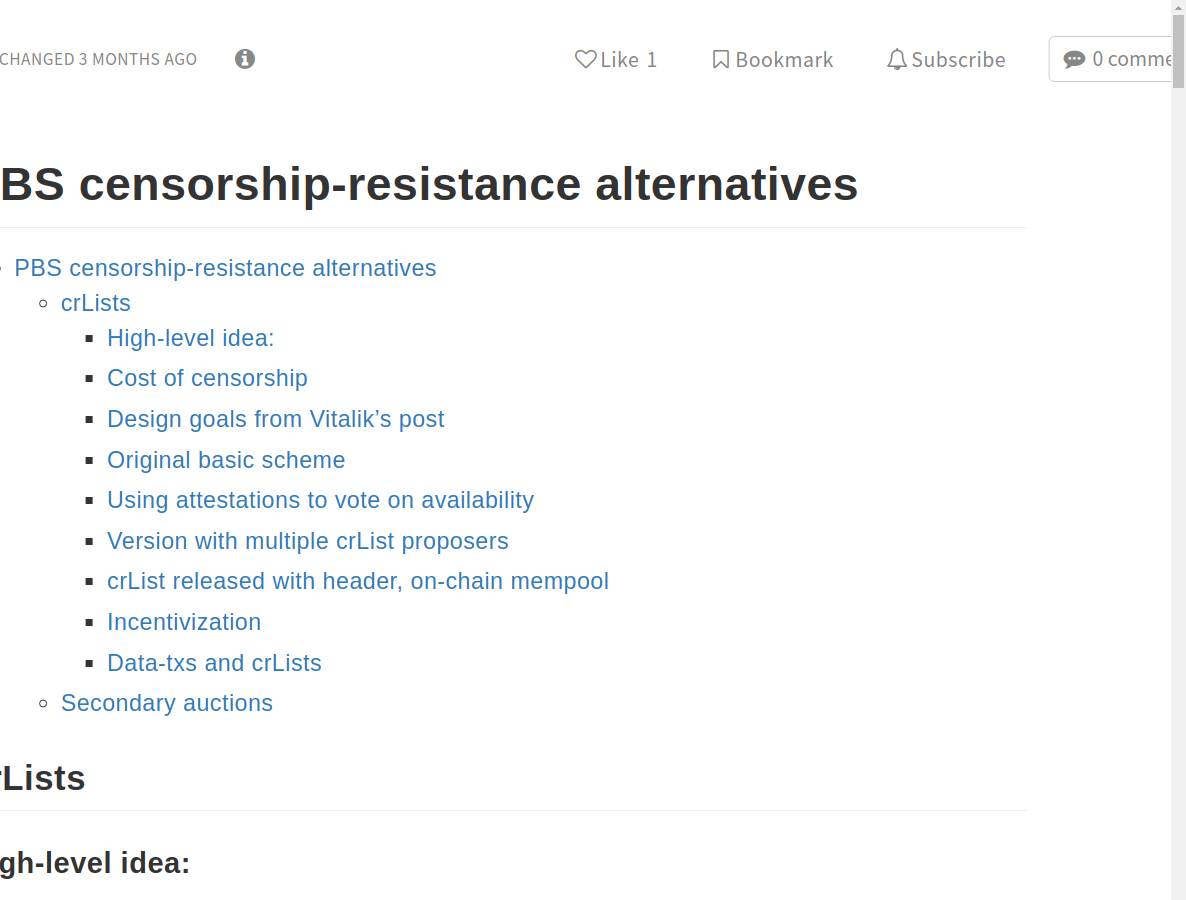 CHANGED 3 MONTHS AGO
Like 1
Bookmark
Subscribe
0 comme
BS censorship-resistance alternatives
PBS censorship-resistance alternatives
crLists
High-level idea:
Cost of censorship
Design goals from Vitalik’s post
Original basic scheme
Using attestations to vote on availability
Version with multiple crList proposers
crList released with header, on-chain mempool
Incentivization
Data-txs and crLists
Secondary auctions
rLists
gh-level idea: